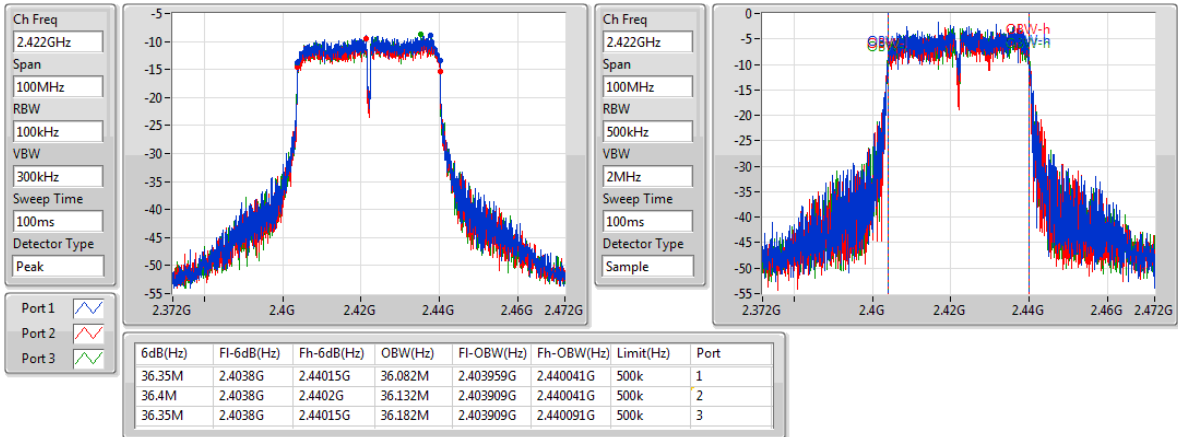 Ch Freq
2.422GHz
Span
100MHz
RBW
100kHz
VBW
300kHz
Sweep Time
100ms
Detector Type
Peak
Port 1
Port 2
Port 3
-5
-10
-15
-20
-25
-30
-35
-40
-45
-50
-55
2.372G 2.4G 2.42G 2.44G 2.46G 2.472G
Ch Freq
2.422GHz
Span
100MHz
RBW
500kHz
VBW
2MHz
Sweep Time
100ms
Detector Type
Sample
0
-5
-10
-15
-20
-25
-30
-35
-40
-45
-50
-55
OBW-h
2.372G 2.4G 2.42G 2.44G 2.46G 2.472G
6dB(Hz) Fl-6dB(Hz) Fh-6dB(Hz) OBW(Hz) Fl-OBW(Hz) Fh-OBW(Hz) Limit(Hz) Port
36.35M 2.4038G 2.44015G 36.082M 2.403959G 2.440041G 500k 1
36.4M 2.4038G 2.4402G 36.132M 2.403909G 2.440041G 500k 2
36.35M 2.4038G 2.44015G 36.182M 2.403909G 2.440091G 500k 3